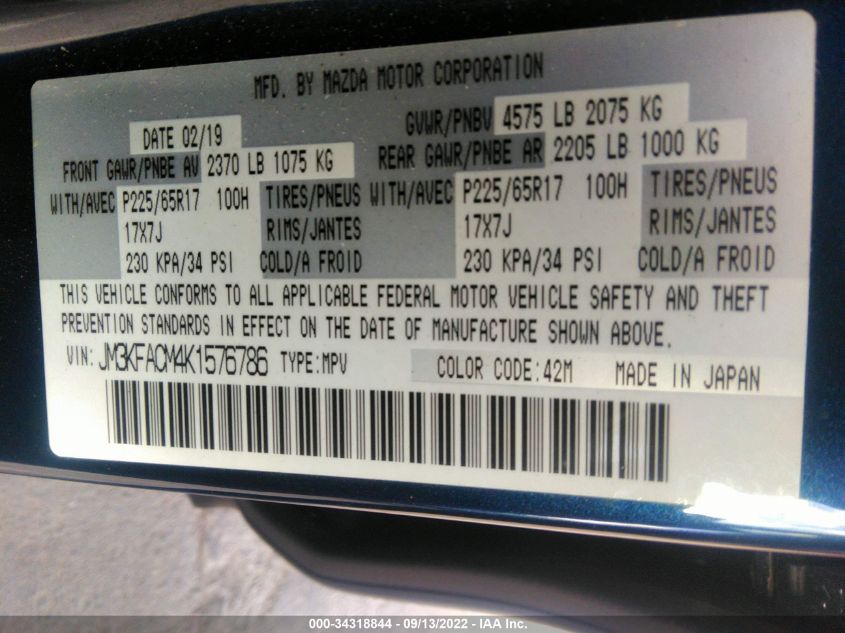 MFD. BY MAZDA MOTOR CORPORATION
DATE 02/19 GVWR/PNBV 4575 LB 2075 KG
FRONT GAWR/PNBE AV 2370 LB 1075 KG REAR GAWR/PNBE AR 2205 LB 1000 KG
WITH/AVEC P225/65R17 100H TIRES/PNEUS WITH/AVEC P225/65R17 100H TIRES/PNEUS
17X7J RIMS/JANTES 17X7J RIMS/JANTES
230 KPA/34 PSI COLD/A FROID 230 KPA/34 PSI COLD/A FROID
THIS VEHICLE CONFORMS TO ALL APPLICABLE FEDERAL MOTOR VEHICLE SAFETY AND THEFT
PREVENTION STANDARDS IN EFFECT ON THE DATE OF MANUFACTURE SHOWN ABOVE.
VIN: JM3KFACM4K1576786 TYPE:MPV COLOR CODE:42M MADE IN JAPAN
000-34318844 - 09/13/2022 - IAA Inc.